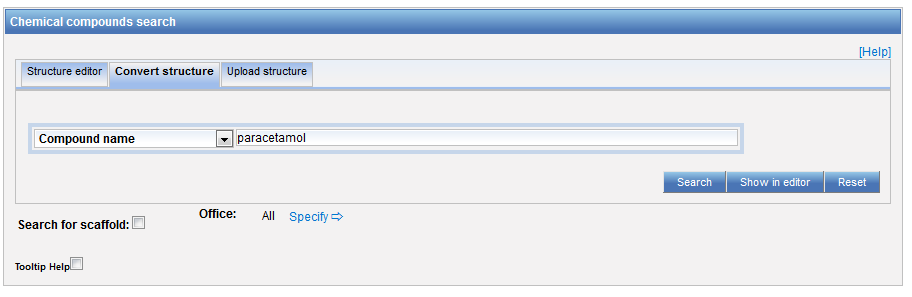 Chemical compounds search
[Help]
Structure editor Convert structure Upload structure
Compound name paracetamol
Search Show in editor Reset
Search for scaffold: Office: All Specify ⇨
Tooltip Help